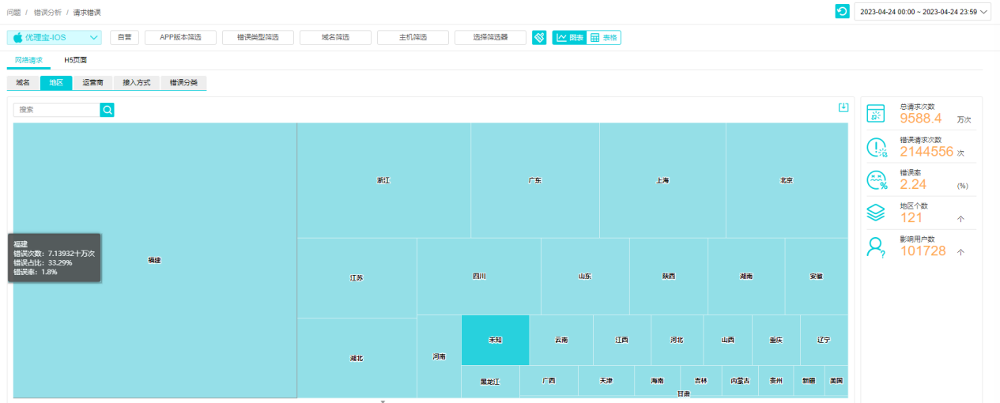 问题 / 错误分析 / 请求错误
2023-04-24 00:00 ~ 2023-04-24 23:59
优理宝-IOS 自营 APP版本筛选 错误类型筛选 域名筛选 主机筛选 选择筛选器 图表 表格
网络请求 H5页面
域名 地区 运营商 接入方式 错误分类
搜索
浙江 广东 上海 北京
福建
错误次数：7.13932十万次
错误占比：33.29%
错误率：1.8%
福建
江苏 四川 山东 陕西 湖南 安徽
湖北 河南 未知 云南 江西 河北 山西 重庆 辽宁
黑龙江 广西 天津 海南 吉林 内蒙古 贵州 新疆 美国
甘肃
总请求次数
9588.4 万次
错误请求次数
2144556 次
错误率
2.24 (%)
地区个数
121 个
影响用户数
101728 个